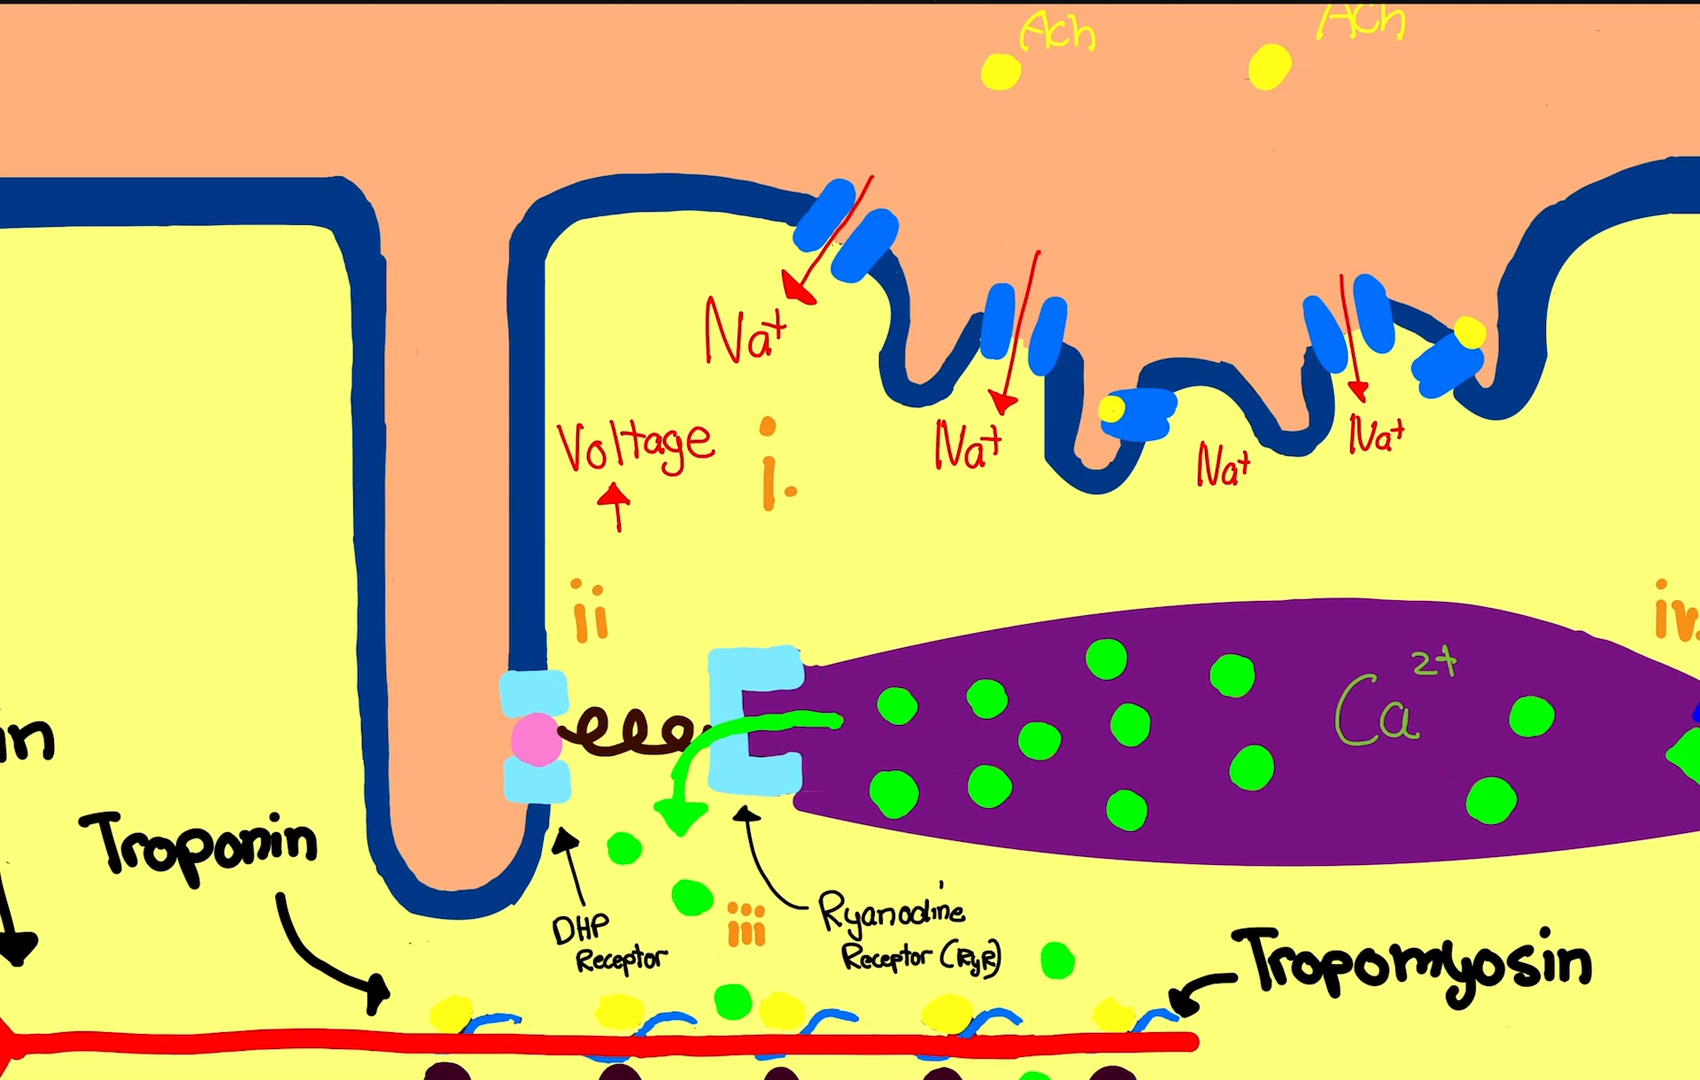 Ach
ACh
Na+
Na+
Na+
Na+
Voltage
i.
ii
iv.
Ca2+
in
Troponin
DHP
Receptor
iii
Ryanodine
Receptor (RyR)
Tropomyosin